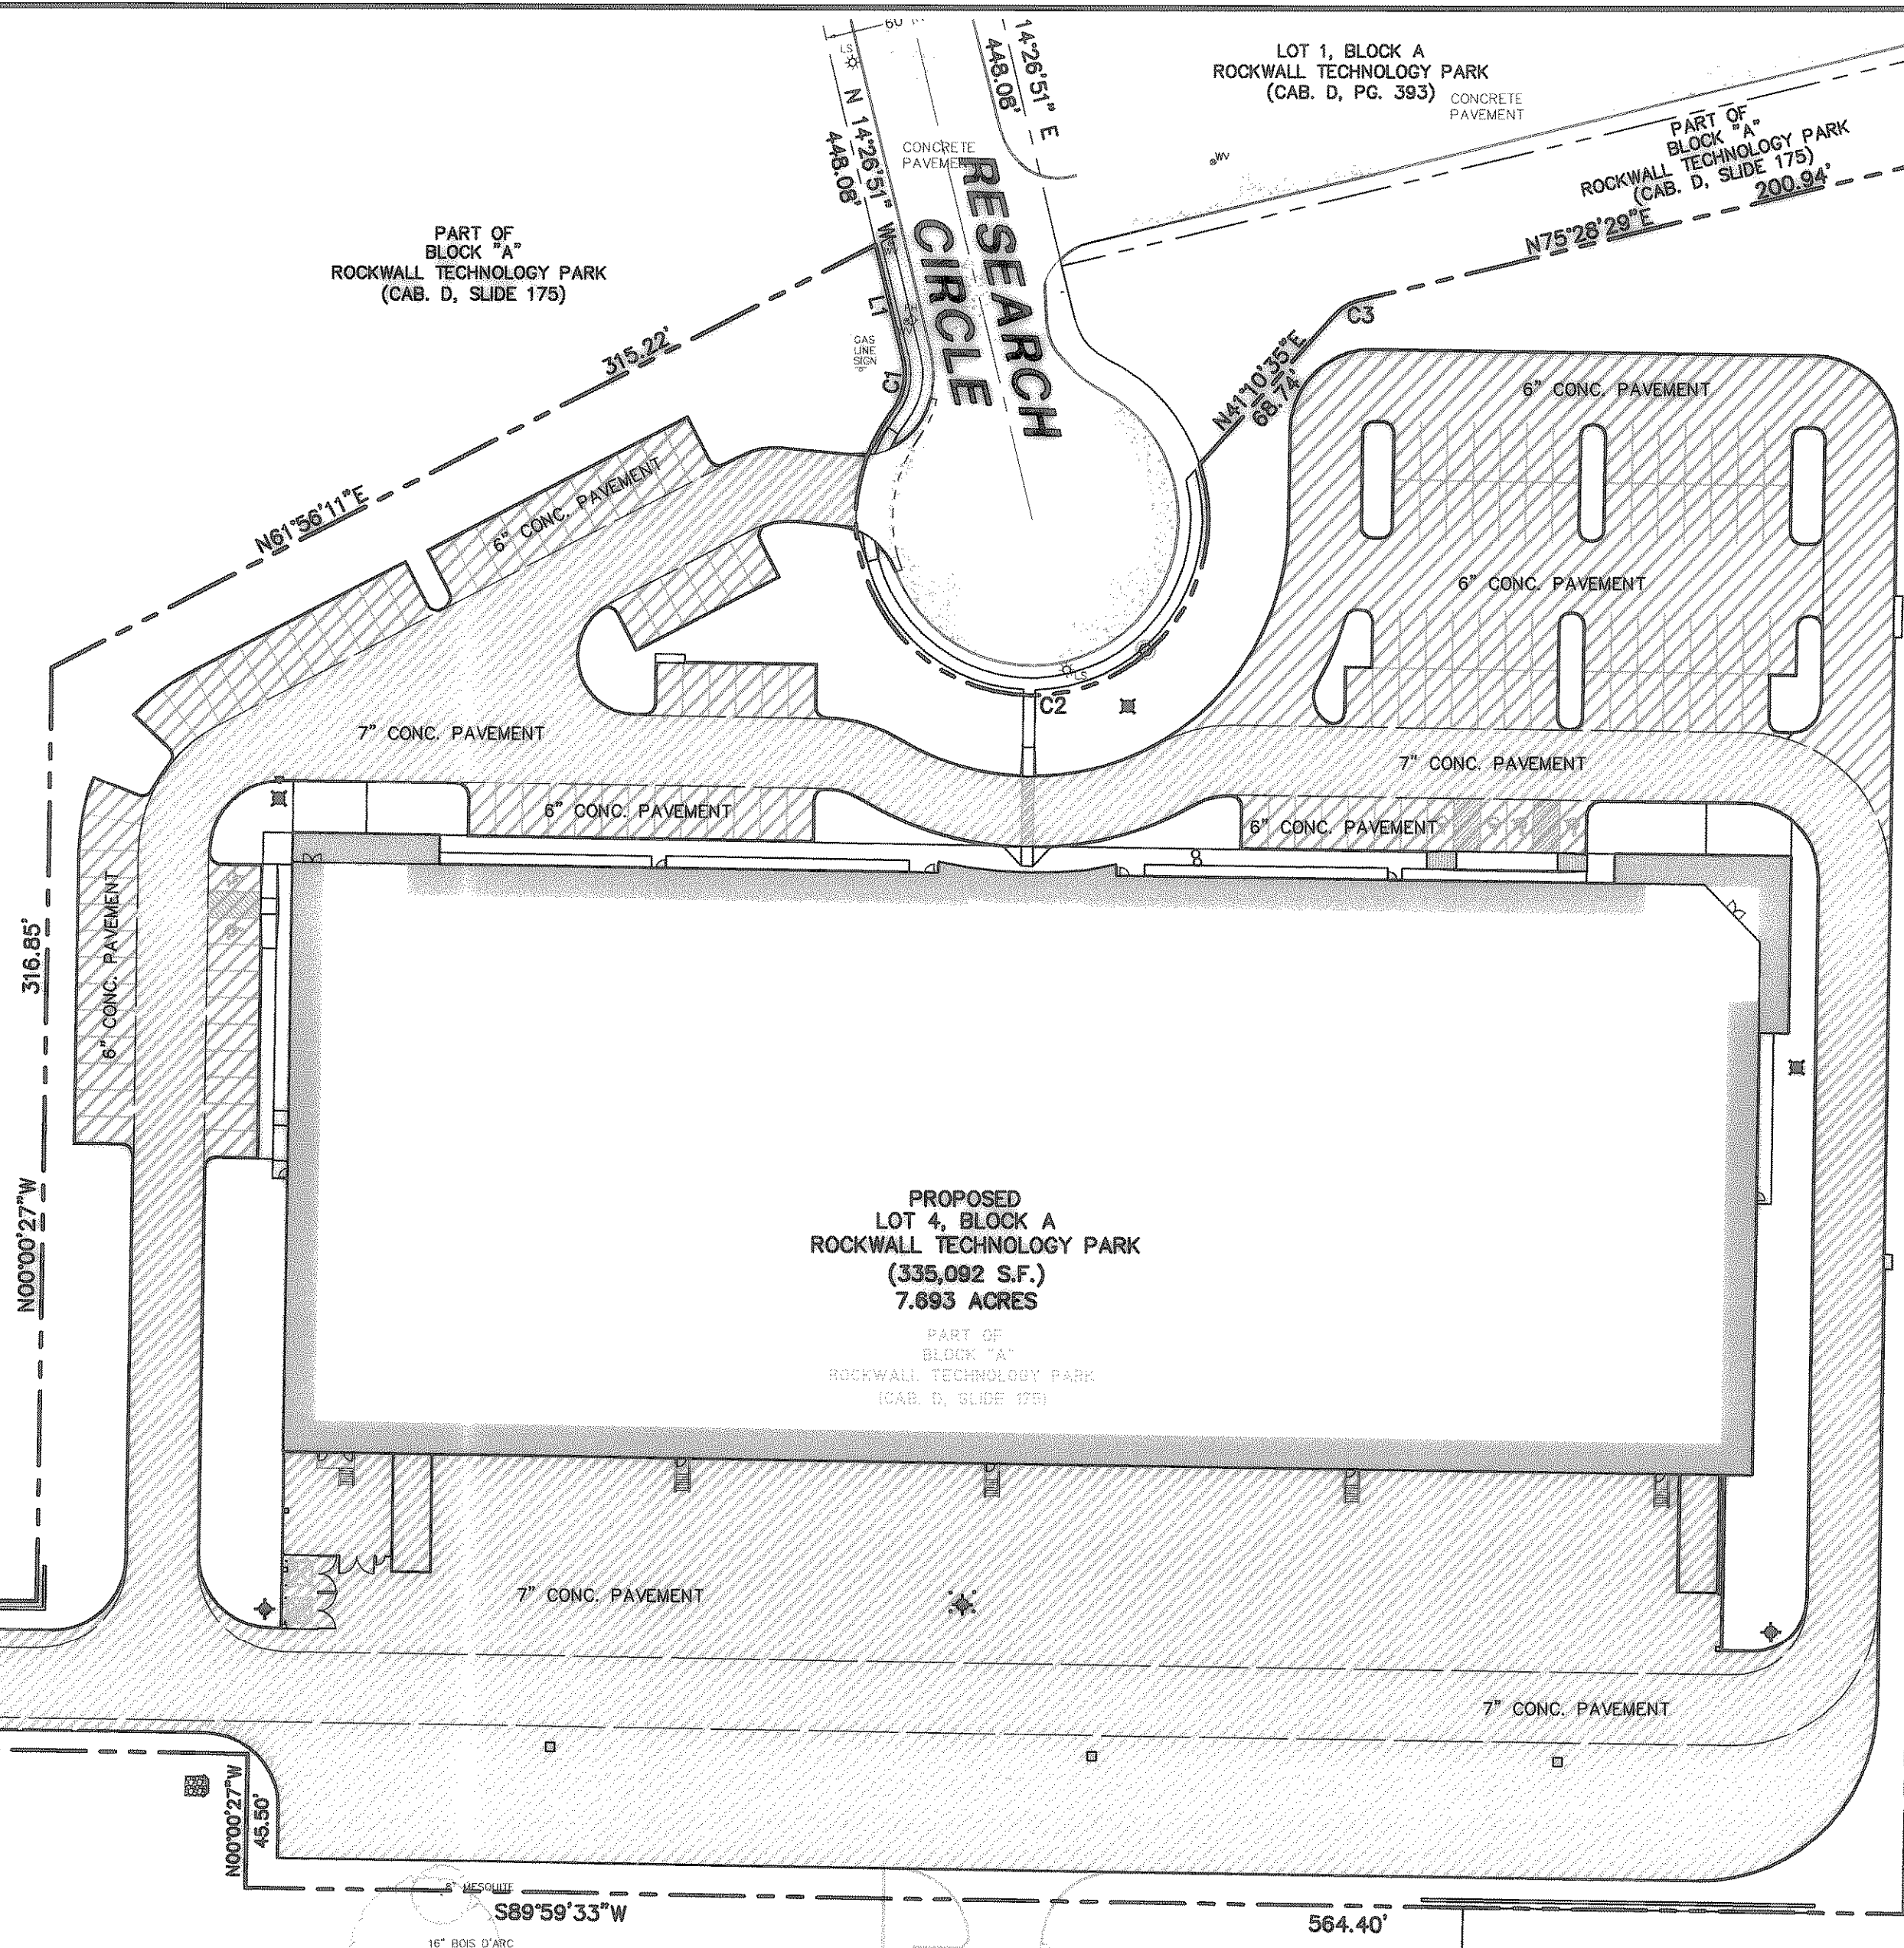 LOT 1, BLOCK A
ROCKWALL TECHNOLOGY PARK
(CAB. D, PG. 393)
CONCRETE
PAVEMENT
PART OF
BLOCK "A"
ROCKWALL TECHNOLOGY PARK
(CAB. D, SLIDE 175)
200.94'
N75°28'29"E
LS
N 14°26'51" W
448.08'
14°26'51" E
448.08'
CONCRETE
PAVEMENT
RESEARCH
CIRCLE
WV
PART OF
BLOCK "A"
ROCKWALL TECHNOLOGY PARK
(CAB. D, SLIDE 175)
L1
C1
GAS
LINE
SIGN
315.22'
N61°56'11"E
C3
N41°10'35"E
68.74'
6" CONC. PAVEMENT
6" CONC. PAVEMENT
6" CONC. PAVEMENT
LS
C2
7" CONC. PAVEMENT
7" CONC. PAVEMENT
6" CONC. PAVEMENT
6" CONC. PAVEMENT
8
6" CONC. PAVEMENT
316.85'
N00°00'27"W
PROPOSED
LOT 4, BLOCK A
ROCKWALL TECHNOLOGY PARK
(335,092 S.F.)
7.693 ACRES
PART OF
BLOCK "A"
ROCKWALL TECHNOLOGY PARK
(CAB. D, SLIDE 175)
7" CONC. PAVEMENT
7" CONC. PAVEMENT
N00°00'27"W
45.50'
8" MESQUITE
S89°59'33"W
564.40'
16" BOIS D'ARC